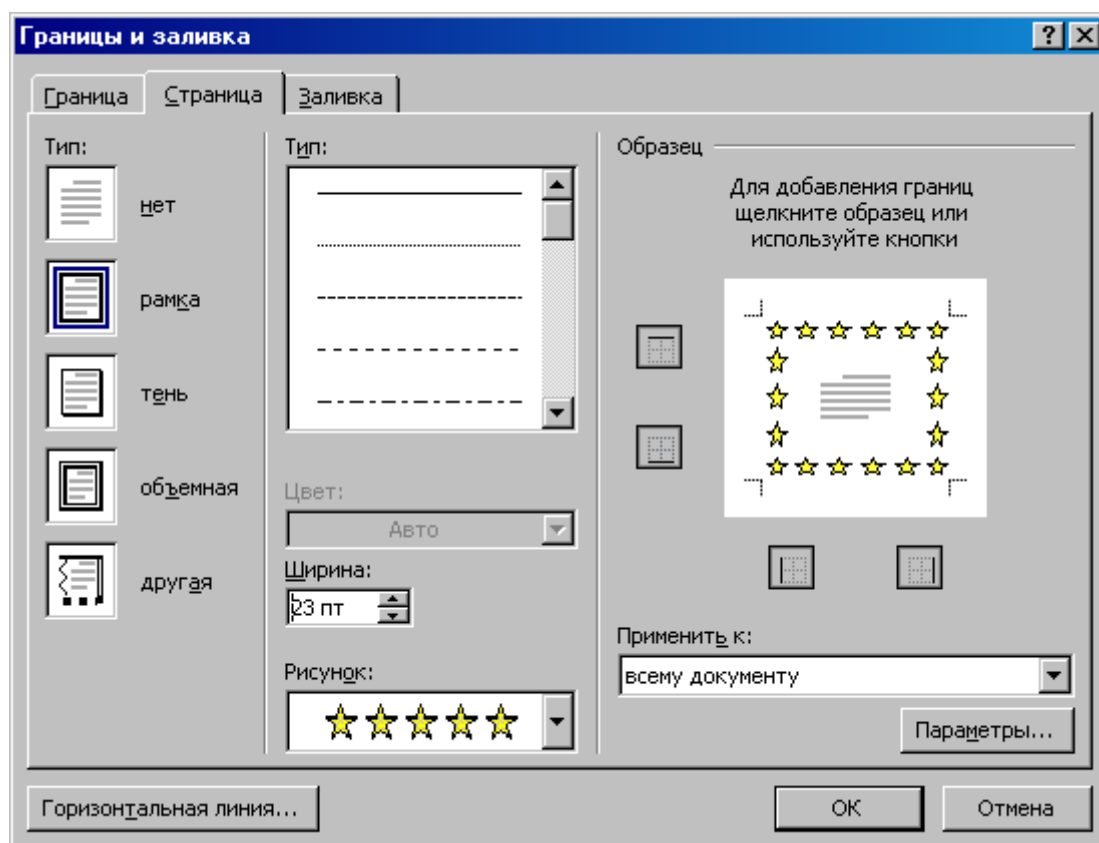 Границы и заливка
Граница
Страница
Заливка
Тип:
нет
рамка
тень
объемная
другая
Тип:
Цвет:
Авто
Ширина:
23 пт
Рисунок:
Образец
Для добавления границ
щелкните образец или
используйте кнопки
Применить к:
всему документу
Параметры...
Горизонтальная линия...
ОК
Отмена